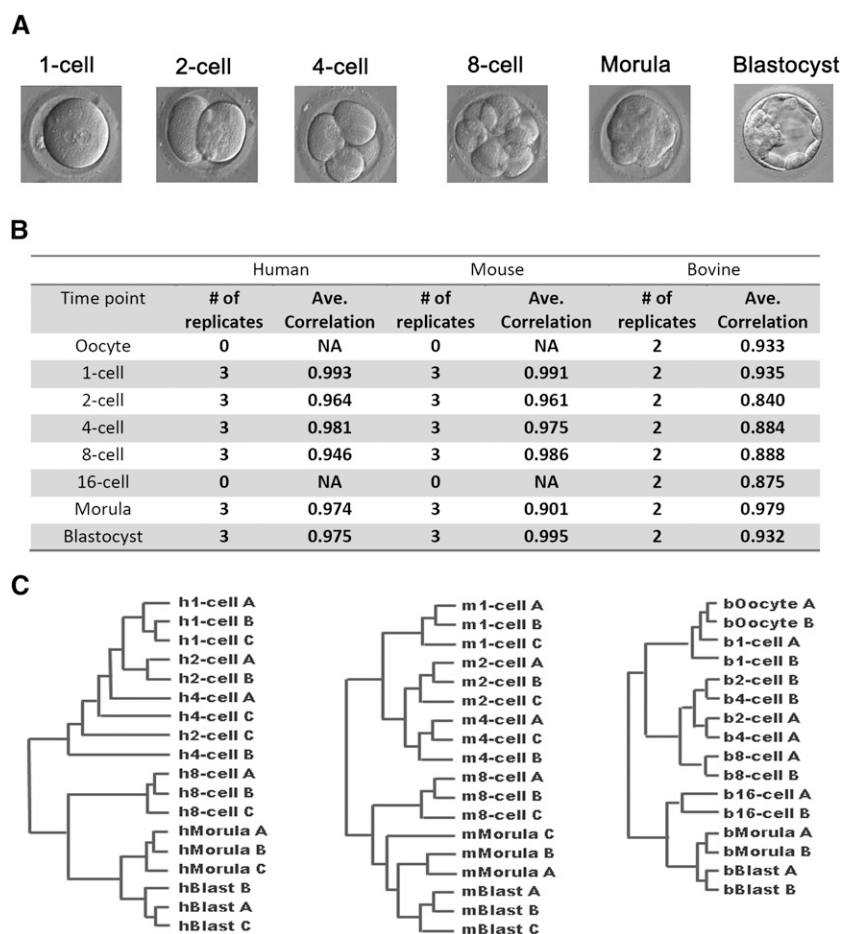 A
1-cell 2-cell 4-cell 8-cell Morula Blastocyst
B
Human Mouse Bovine
Time point # of replicates Ave. Correlation # of replicates Ave. Correlation # of replicates Ave. Correlation
Oocyte 0 NA 0 NA 2 0.933
1-cell 3 0.993 3 0.991 2 0.935
2-cell 3 0.964 3 0.961 2 0.840
4-cell 3 0.981 3 0.975 2 0.884
8-cell 3 0.946 3 0.986 2 0.888
16-cell 0 NA 0 NA 2 0.875
Morula 3 0.974 3 0.901 2 0.979
Blastocyst 3 0.975 3 0.995 2 0.932
C
h1-cell A
h1-cell B
h1-cell C
h2-cell A
h2-cell B
h4-cell A
h4-cell C
h2-cell C
h4-cell B
h8-cell A
h8-cell B
h8-cell C
hMorula A
hMorula B
hMorula C
hBlast B
hBlast A
hBlast C
m1-cell A
m1-cell B
m1-cell C
m2-cell A
m2-cell B
m2-cell C
m4-cell A
m4-cell C
m4-cell B
m8-cell A
m8-cell B
m8-cell C
mMorula C
mMorula B
mMorula A
mBlast A
mBlast B
mBlast C
bOocyte A
bOocyte B
b1-cell A
b1-cell B
b2-cell B
b4-cell B
b2-cell A
b4-cell A
b8-cell A
b8-cell B
b16-cell A
b16-cell B
bMorula A
bMorula B
bBlast A
bBlast B